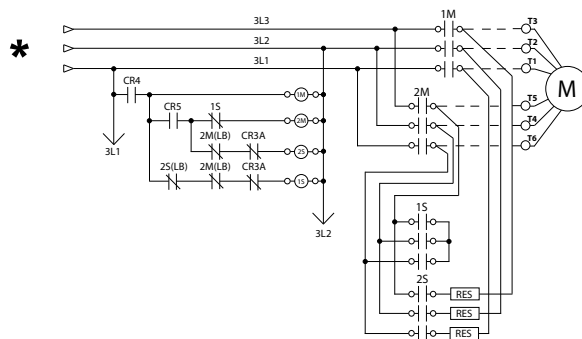 3L3
1M
T3
3L2
T2
*
3L1
T1
M
CR4
2M
T5
1M
CR5
1S
T4
2M
T6
2M(LB)
CR3A
2S
3L1
2S(LB)
2M(LB)
CR3A
1S
1S
3L2
2S
RES
RES
RES